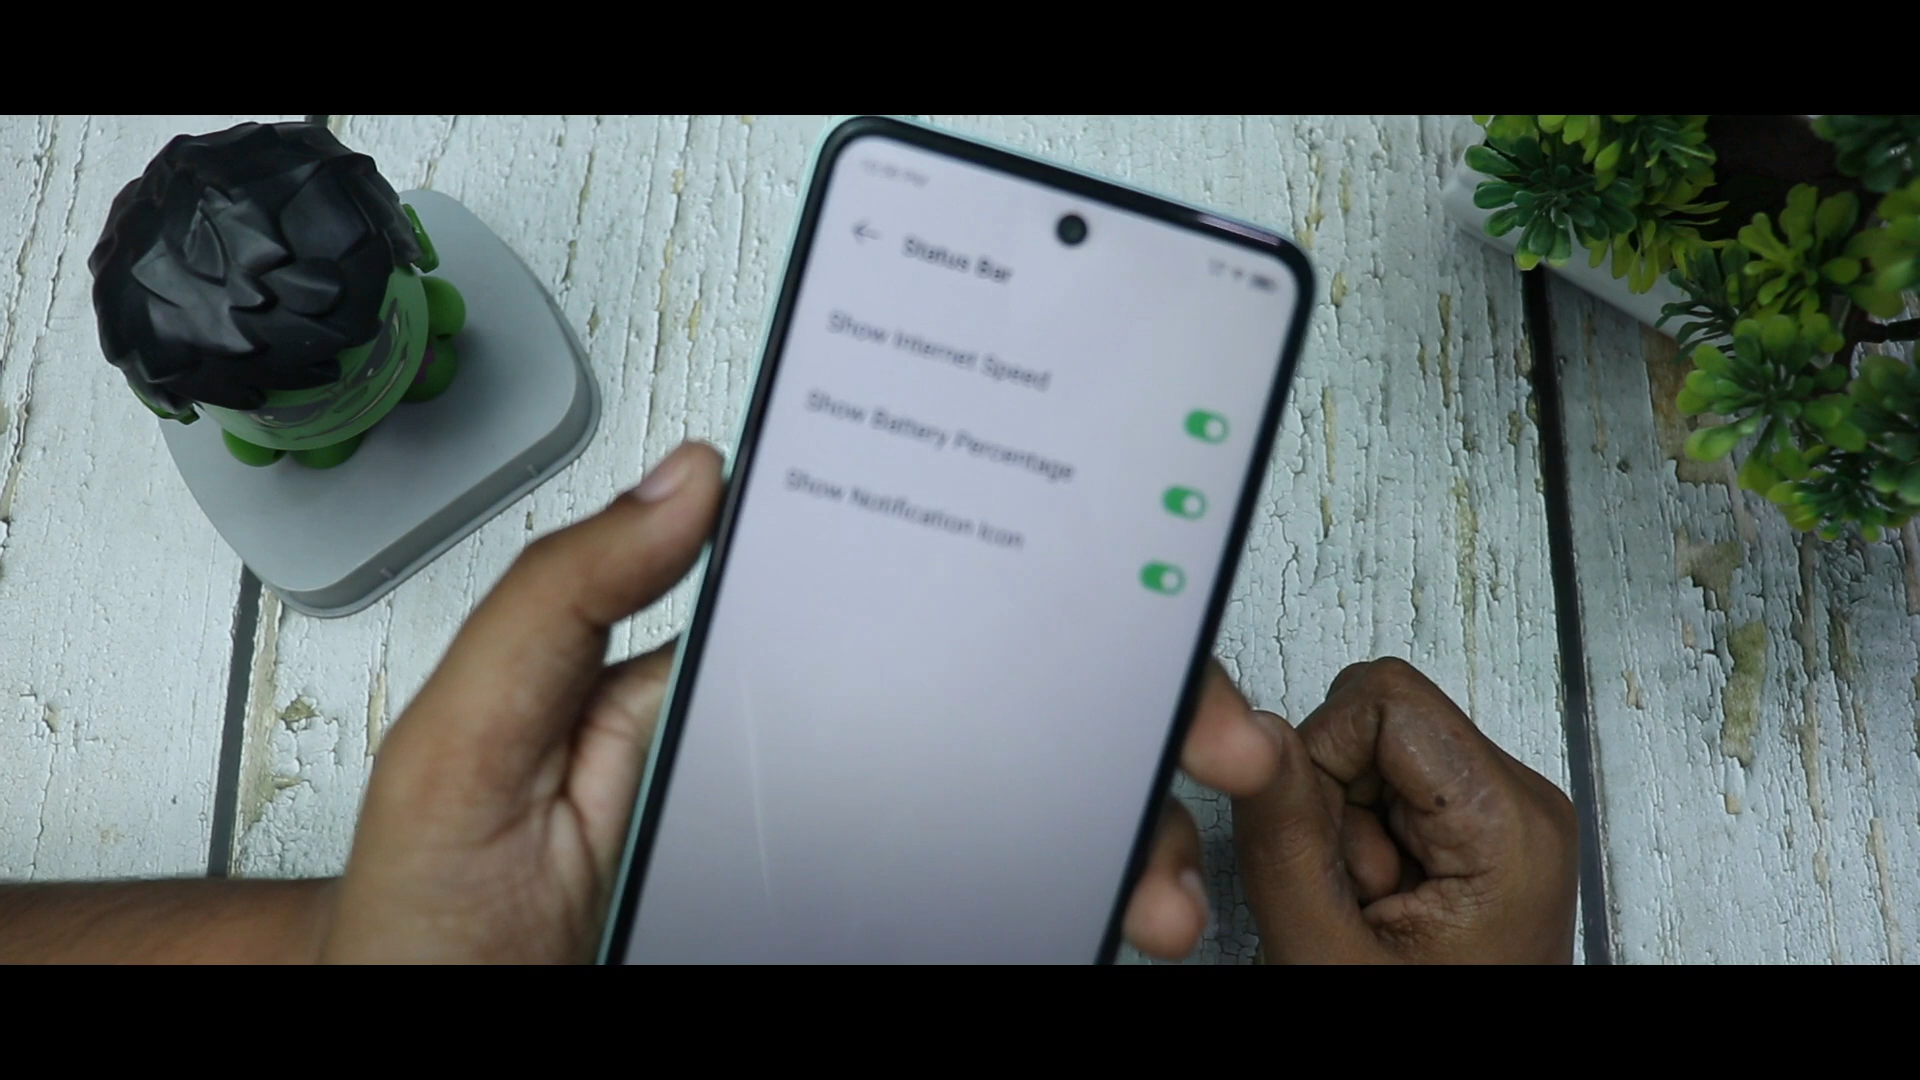 Status Bar
Show Internet Speed
Show Battery Percentage
Show Notification Icon